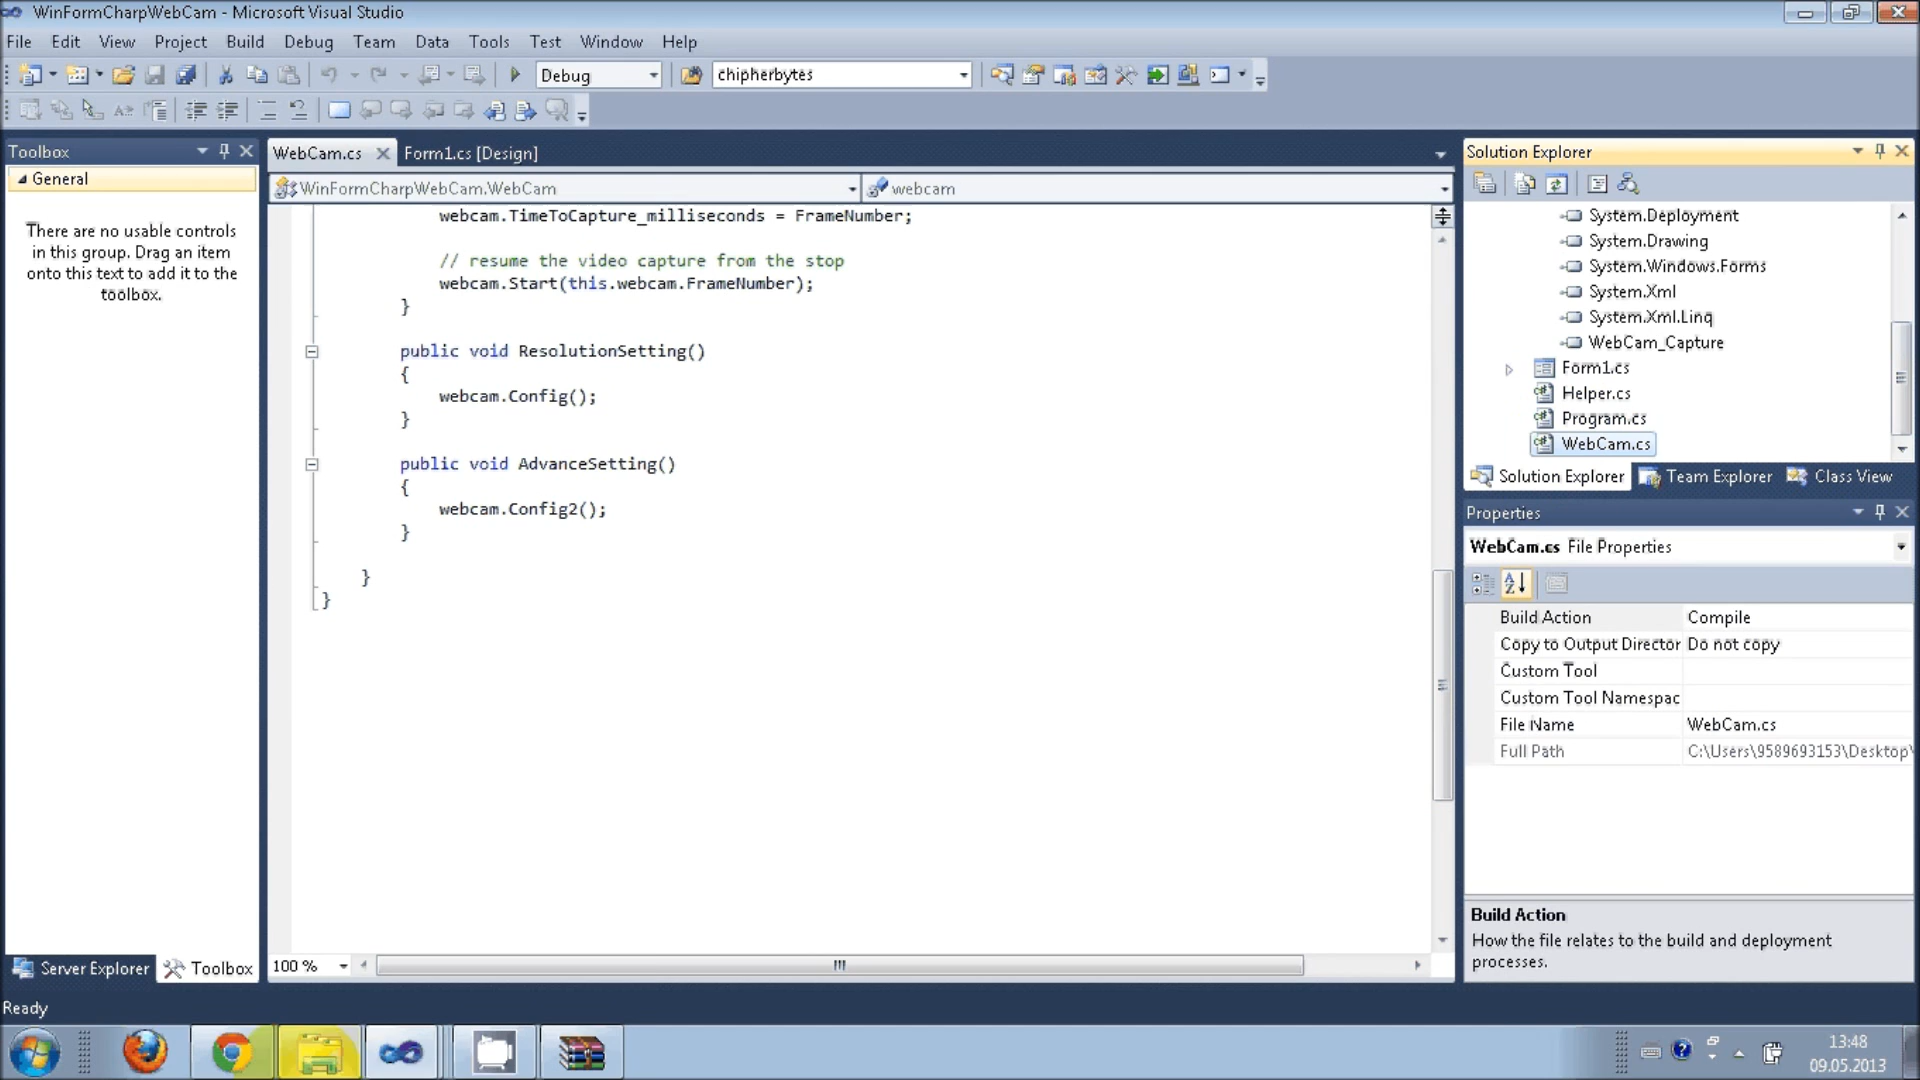 WinFormCharpWebCam - Microsoft Visual Studio
File Edit View Project Build Debug Team Data Tools Test Window Help
Debug chipherbytes
Toolbox
General
There are no usable controls
in this group. Drag an item
onto this text to add it to the
toolbox.
Server Explorer Toolbox
WebCam.cs Form1.cs [Design]
WinFormCharpWebCam.WebCam webcam
webcam.TimeToCapture_milliseconds = FrameNumber;
// resume the video capture from the stop
webcam.Start(this.webcam.FrameNumber);
}
public void ResolutionSetting()
{
webcam.Config();
}
public void AdvanceSetting()
{
webcam.Config2();
}
}
}
100 %
Solution Explorer
System.Deployment
System.Drawing
System.Windows.Forms
System.Xml
System.Xml.Linq
WebCam_Capture
Form1.cs
Helper.cs
Program.cs
WebCam.cs
Solution Explorer Team Explorer Class View
Properties
WebCam.cs File Properties
Build Action Compile
Copy to Output Director Do not copy
Custom Tool
Custom Tool Namespac
File Name WebCam.cs
Full Path C:\Users\9589693153\Desktop\
Build Action
How the file relates to the build and deployment
processes.
Ready
13:48
09.05.2013